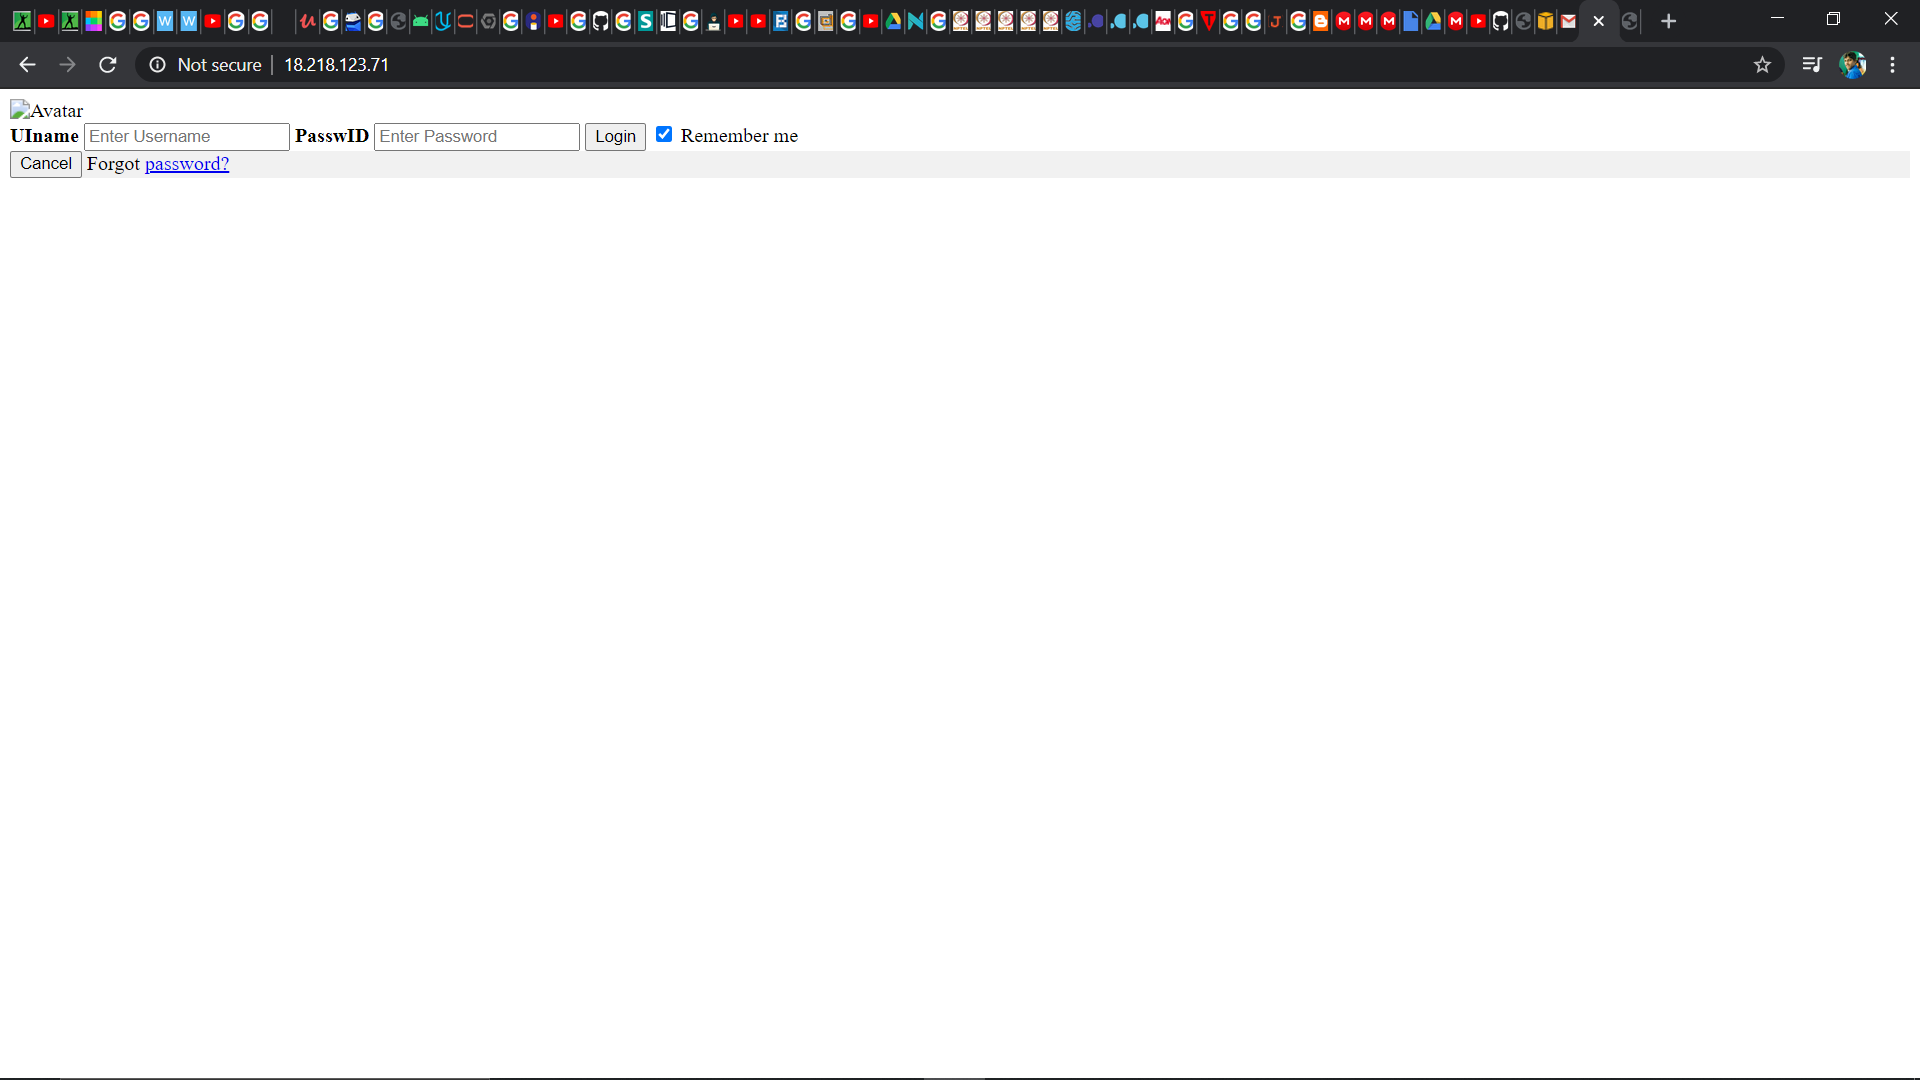 Not secure 18.218.123.71
Avatar
UIname Enter Username PasswID Enter Password Login Remember me
Cancel Forgot password?